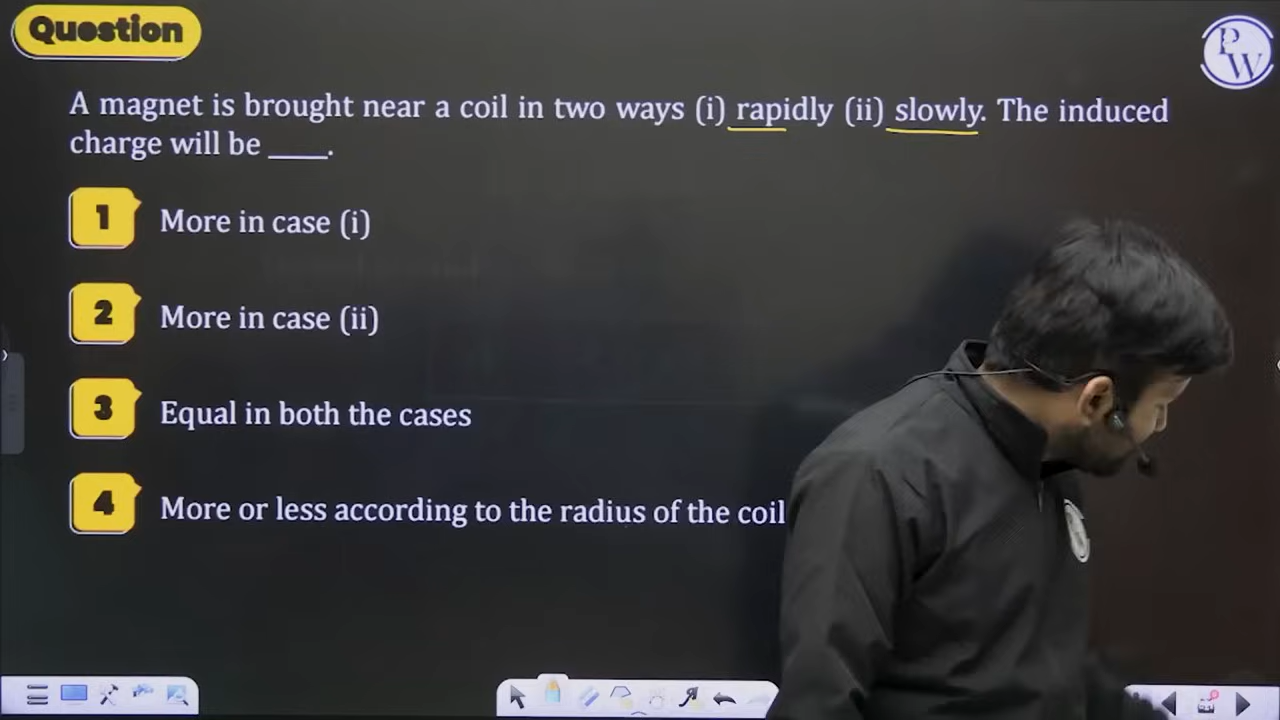 Question
PW
A magnet is brought near a coil in two ways (i) rapidly (ii) slowly. The induced
charge will be ____.
1 More in case (i)
2 More in case (ii)
3 Equal in both the cases
4 More or less according to the radius of the coil